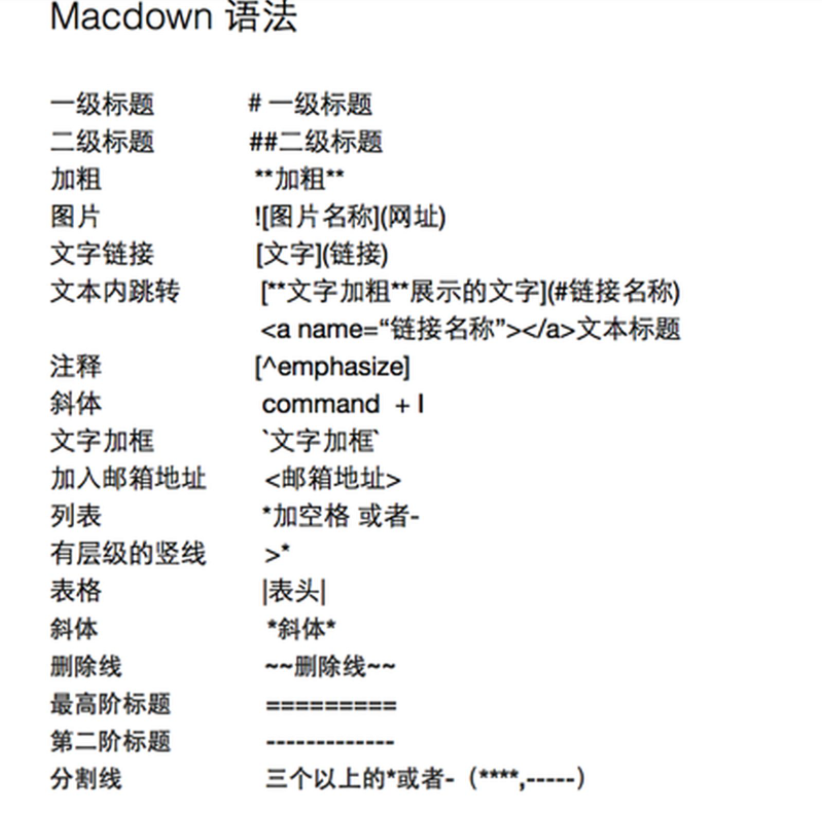 Macdown 语法
一级标题 # 一级标题
二级标题 ##二级标题
加粗 **加粗**
图片 ![图片名称](网址)
文字链接 [文字](链接)
文本内跳转 [**文字加粗**展示的文字](#链接名称)
<a name=“链接名称”></a>文本标题
注释 [^emphasize]
斜体 command + I
文字加框 `文字加框`
加入邮箱地址 <邮箱地址>
列表 *加空格 或者-
有层级的竖线 >*
表格 |表头|
斜体 *斜体*
删除线 ~~删除线~~
最高阶标题 =========
第二阶标题 -------------
分割线 三个以上的*或者-（****,-----）